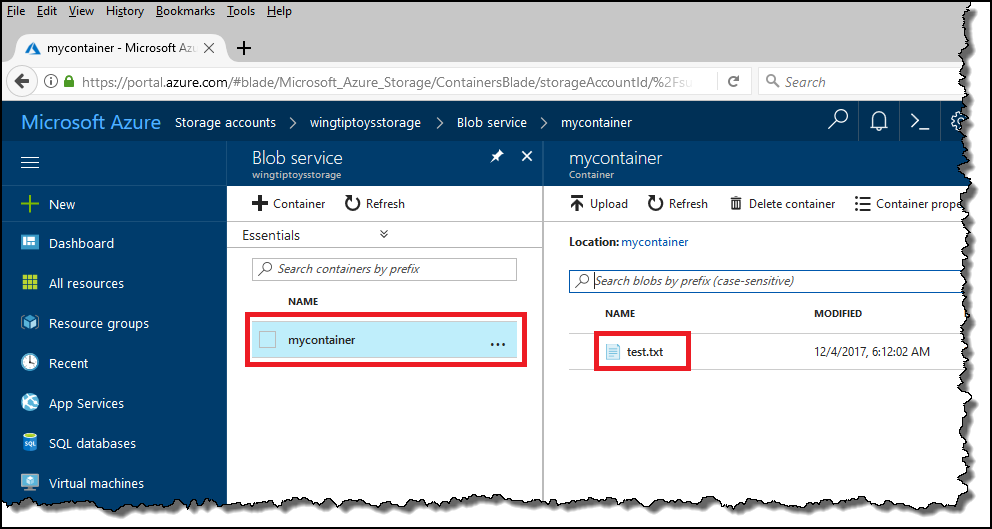 File Edit View History Bookmarks Tools Help
mycontainer - Microsoft Az
https://portal.azure.com/#blade/Microsoft_Azure_Storage/ContainersBlade/storageAccountId/%2Fsu
Search
Microsoft Azure Storage accounts > wingtiptoysstorage > Blob service > mycontainer
Blob service
wingtiptoysstorage
mycontainer
Container
New
Dashboard
All resources
Resource groups
Recent
App Services
SQL databases
Virtual machines
Container Refresh
Essentials
Search containers by prefix
NAME
mycontainer ...
Upload Refresh Delete container Container prope
Location: mycontainer
Search blobs by prefix (case-sensitive)
NAME MODIFIED
test.txt 12/4/2017, 6:12:02 AM